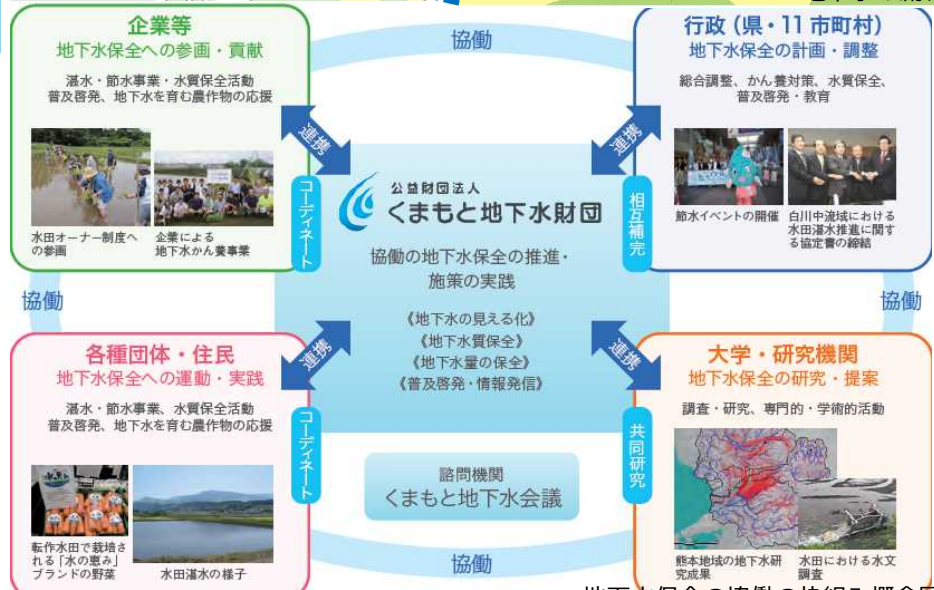 協働
企業等
地下水保全への参画・貢献
湛水・節水事業・水質保全活動
普及啓発、地下水を育む農作物の応援
水田オーナー制度へ
の参画
企業による
地下水かん養事業
連携
コーディネート
行政（県・11市町村）
地下水保全の計画・調整
総合調整、かん養対策、水質保全、
普及啓発・教育
節水イベントの開催
白川中流域における
水田湛水推進に関す
る協定書の締結
連携
相互補完
公益財団法人
くまもと地下水財団
協働の地下水保全の推進・
施策の実践
《地下水の見える化》
《地下水質保全》
《地下水量の保全》
《普及啓発・情報発信》
協働
協働
各種団体・住民
地下水保全への運動・実践
湛水・節水事業、水質保全活動
普及啓発、地下水を育む農作物の応援
転作水田で栽培さ
れる「水の恵み」
ブランドの野菜
水田湛水の様子
連携
コーディネート
大学・研究機関
地下水保全の研究・提案
調査・研究、専門的・学術的活動
熊本地域の地下水研
究成果
水田における水文
調査
連携
共同研究
諮問機関
くまもと地下水会議
協働